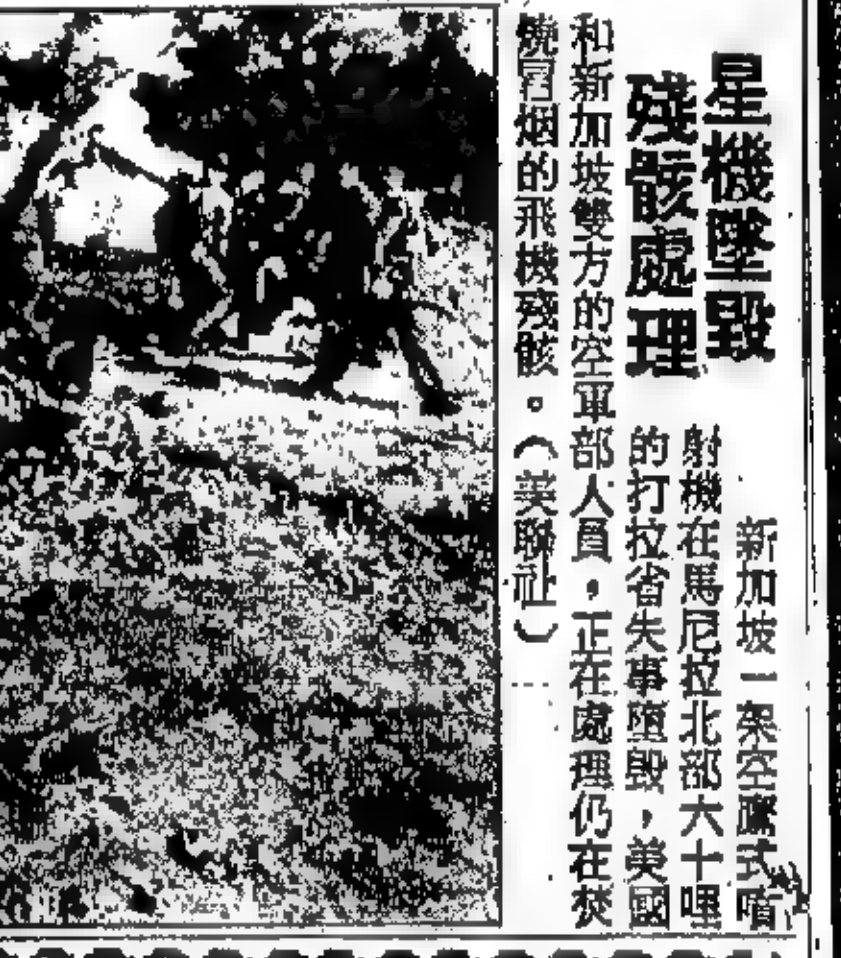 星機墜毀
殘骸處理
新加坡一架空鷹式噴
射機在馬尼拉北部六十哩
的打拉省失事墮毀，美國
和新加坡雙方的空軍部人員，正在處理仍在焚
燒冒烟的飛機殘骸。（美聯社）